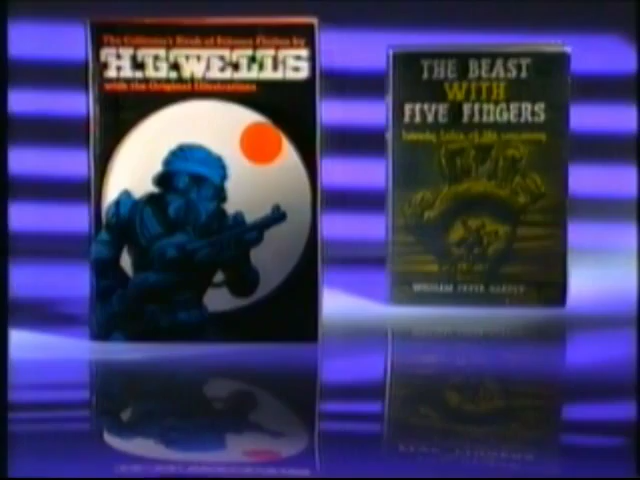 The Collector's Book of Science Fiction by
H.G.WELLS
with the Original Illustrations
THE BEAST
WITH
FIVE FINGERS
WILLIAM FRYER HARVEY